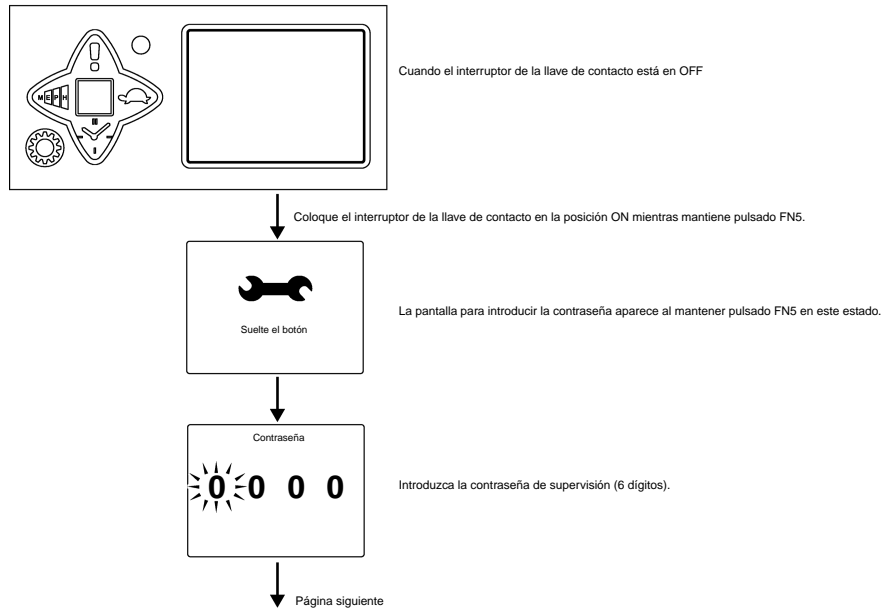 M E P H
Cuando el interruptor de la llave de contacto está en OFF
Coloque el interruptor de la llave de contacto en la posición ON mientras mantiene pulsado FN5.
Suelte el botón
La pantalla para introducir la contraseña aparece al mantener pulsado FN5 en este estado.
Contraseña
0 0 0 0
Introduzca la contraseña de supervisión (6 dígitos).
Página siguiente